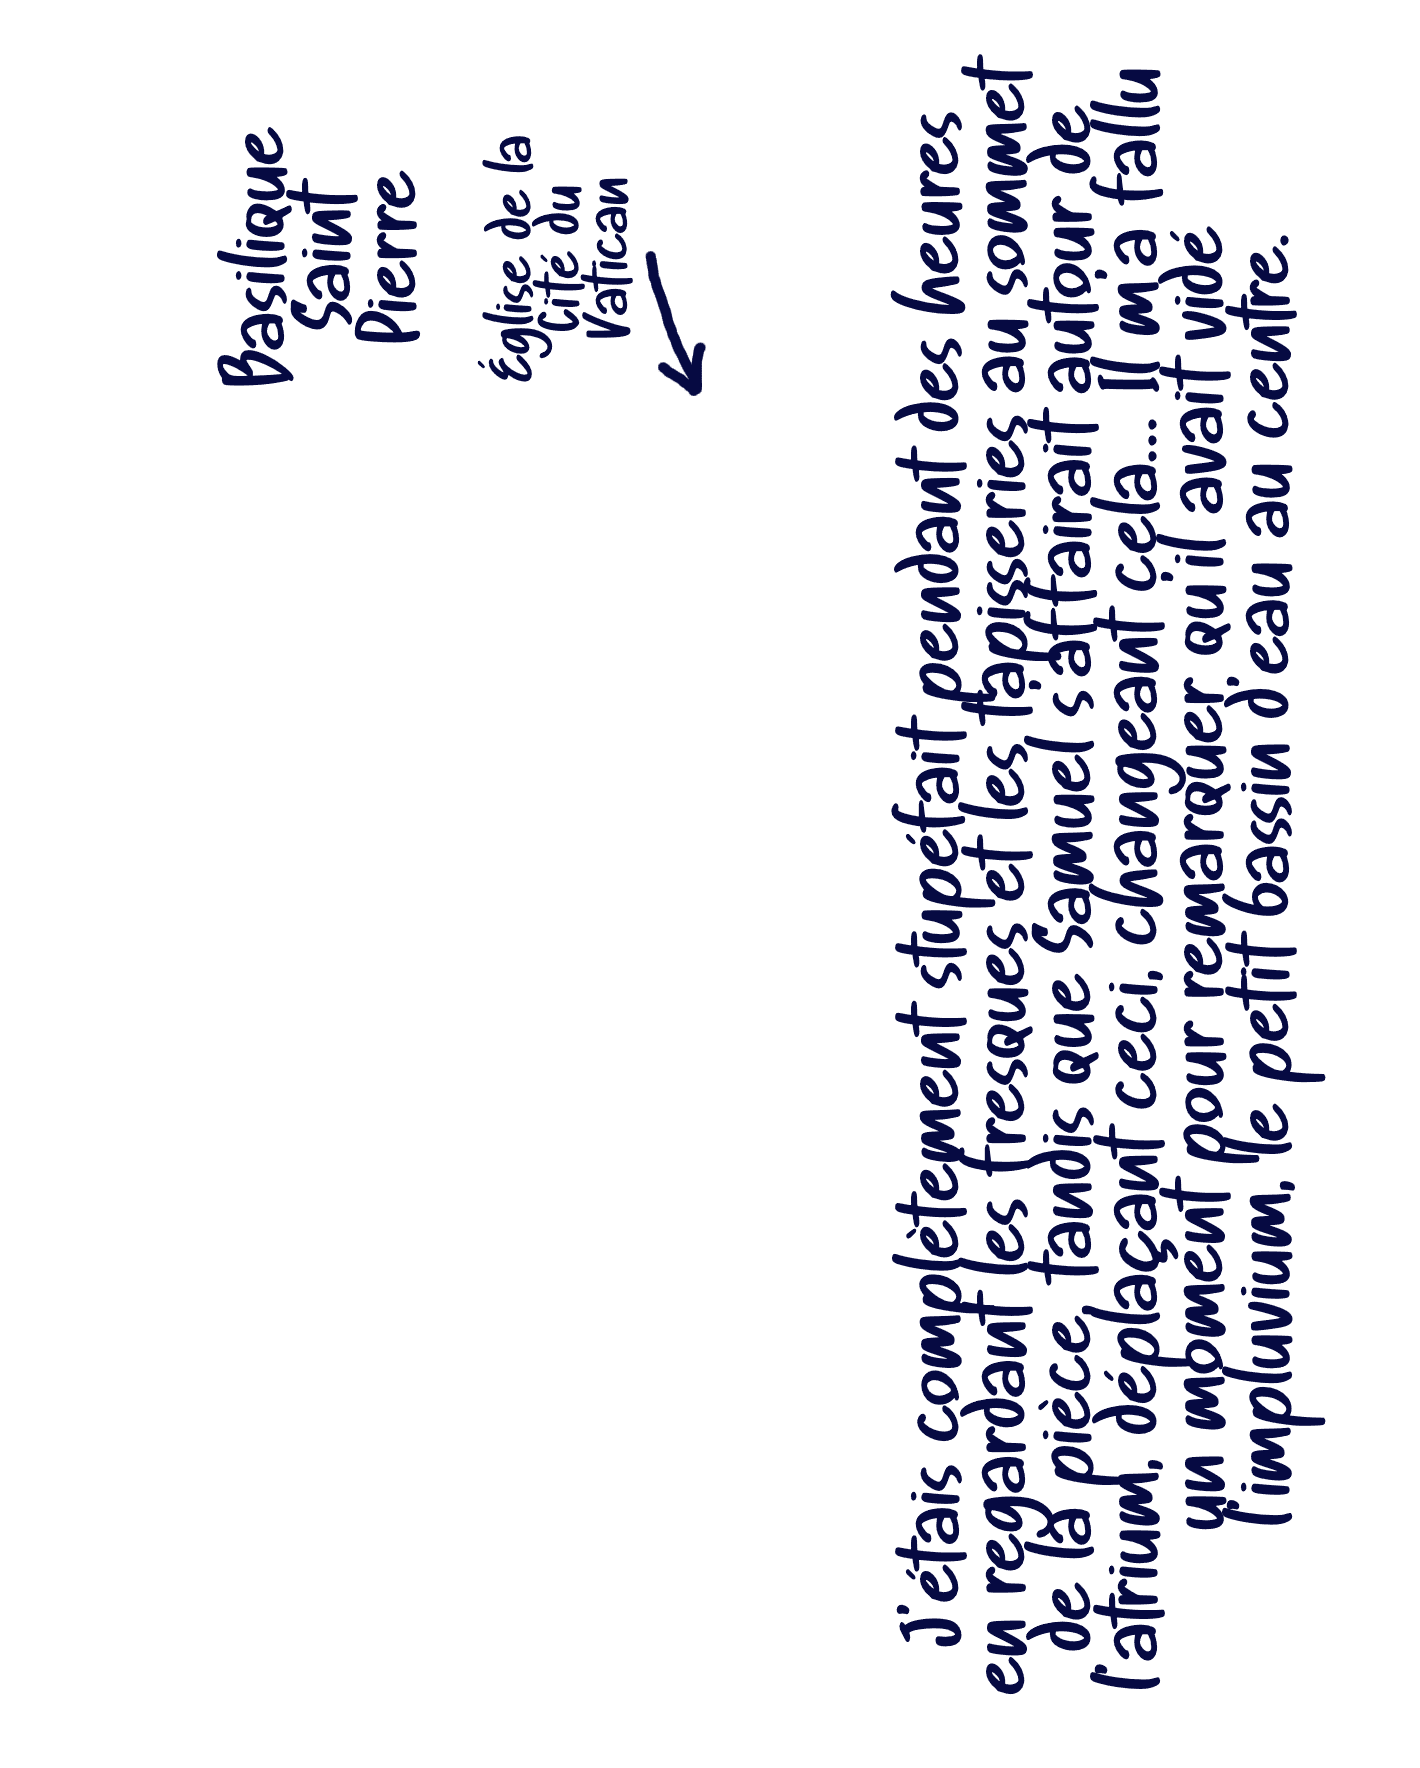 Basilique
Saint
Pierre
Église de la
Cité du
Vatican
J'étais complètement stupéfait pendant des heures
en regardant les fresques et les tapisseries au sommet
de la pièce, tandis que Samuel s'affairait autour de
l'atrium, déplaçant ceci, changeant cela... Il m'a fallu
un moment pour remarquer qu'il avait vidé
l'impluvium, le petit bassin d'eau au centre.